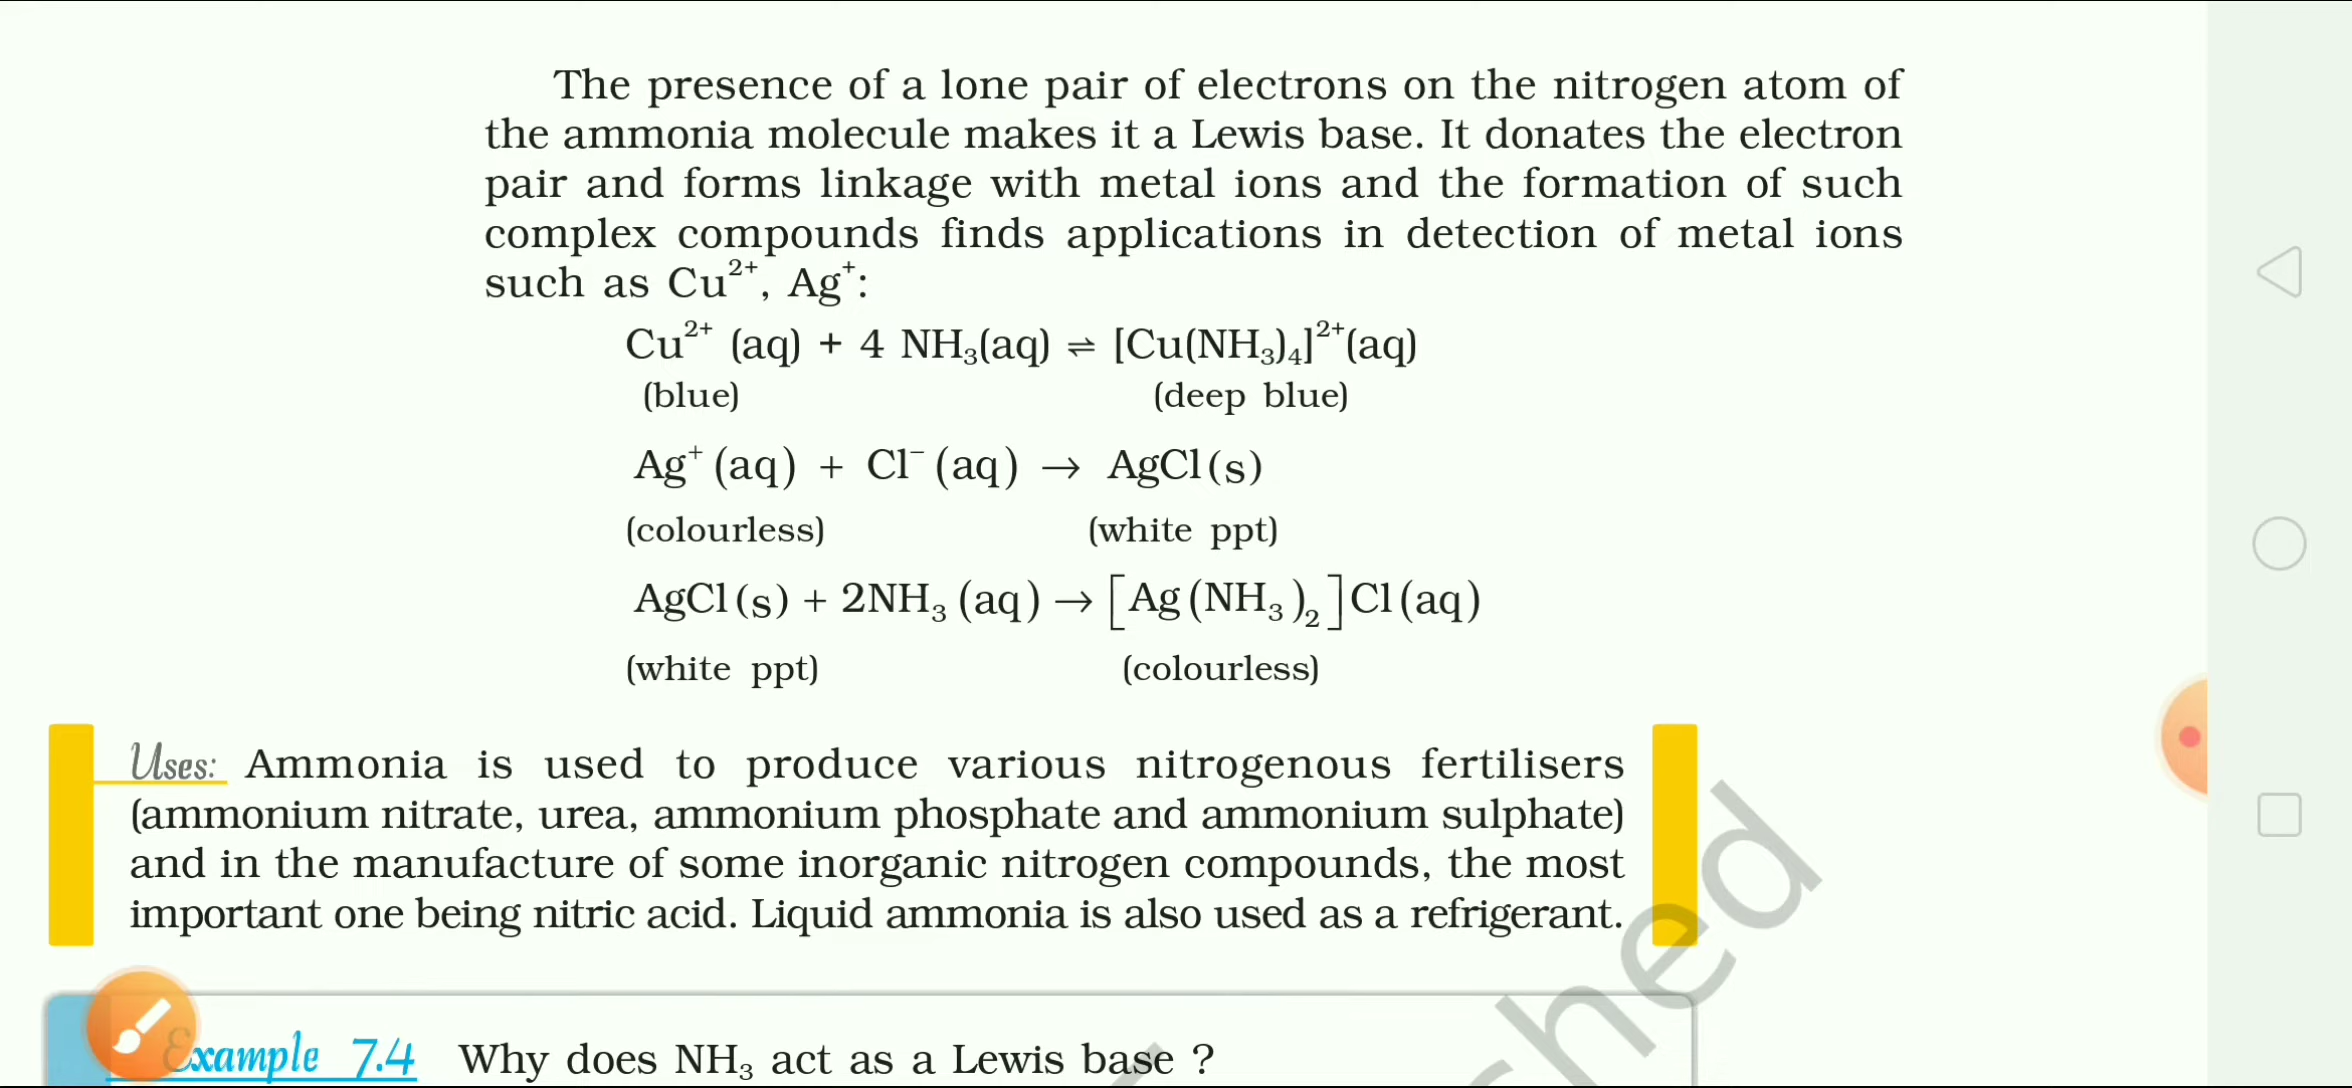 The presence of a lone pair of electrons on the nitrogen atom of
the ammonia molecule makes it a Lewis base. It donates the electron
pair and forms linkage with metal ions and the formation of such
complex compounds finds applications in detection of metal ions
such as Cu²⁺, Ag⁺:
Cu²⁺ (aq) + 4 NH₃(aq) ⇌ [Cu(NH₃)₄]²⁺(aq)
(blue) (deep blue)
Ag⁺ (aq) + Cl⁻ (aq) → AgCl (s)
(colourless) (white ppt)
AgCl (s) + 2NH₃ (aq) → [Ag (NH₃)₂] Cl (aq)
(white ppt) (colourless)
Uses: Ammonia is used to produce various nitrogenous fertilisers
(ammonium nitrate, urea, ammonium phosphate and ammonium sulphate)
and in the manufacture of some inorganic nitrogen compounds, the most
important one being nitric acid. Liquid ammonia is also used as a refrigerant.
Example 7.4 Why does NH₃ act as a Lewis base ?